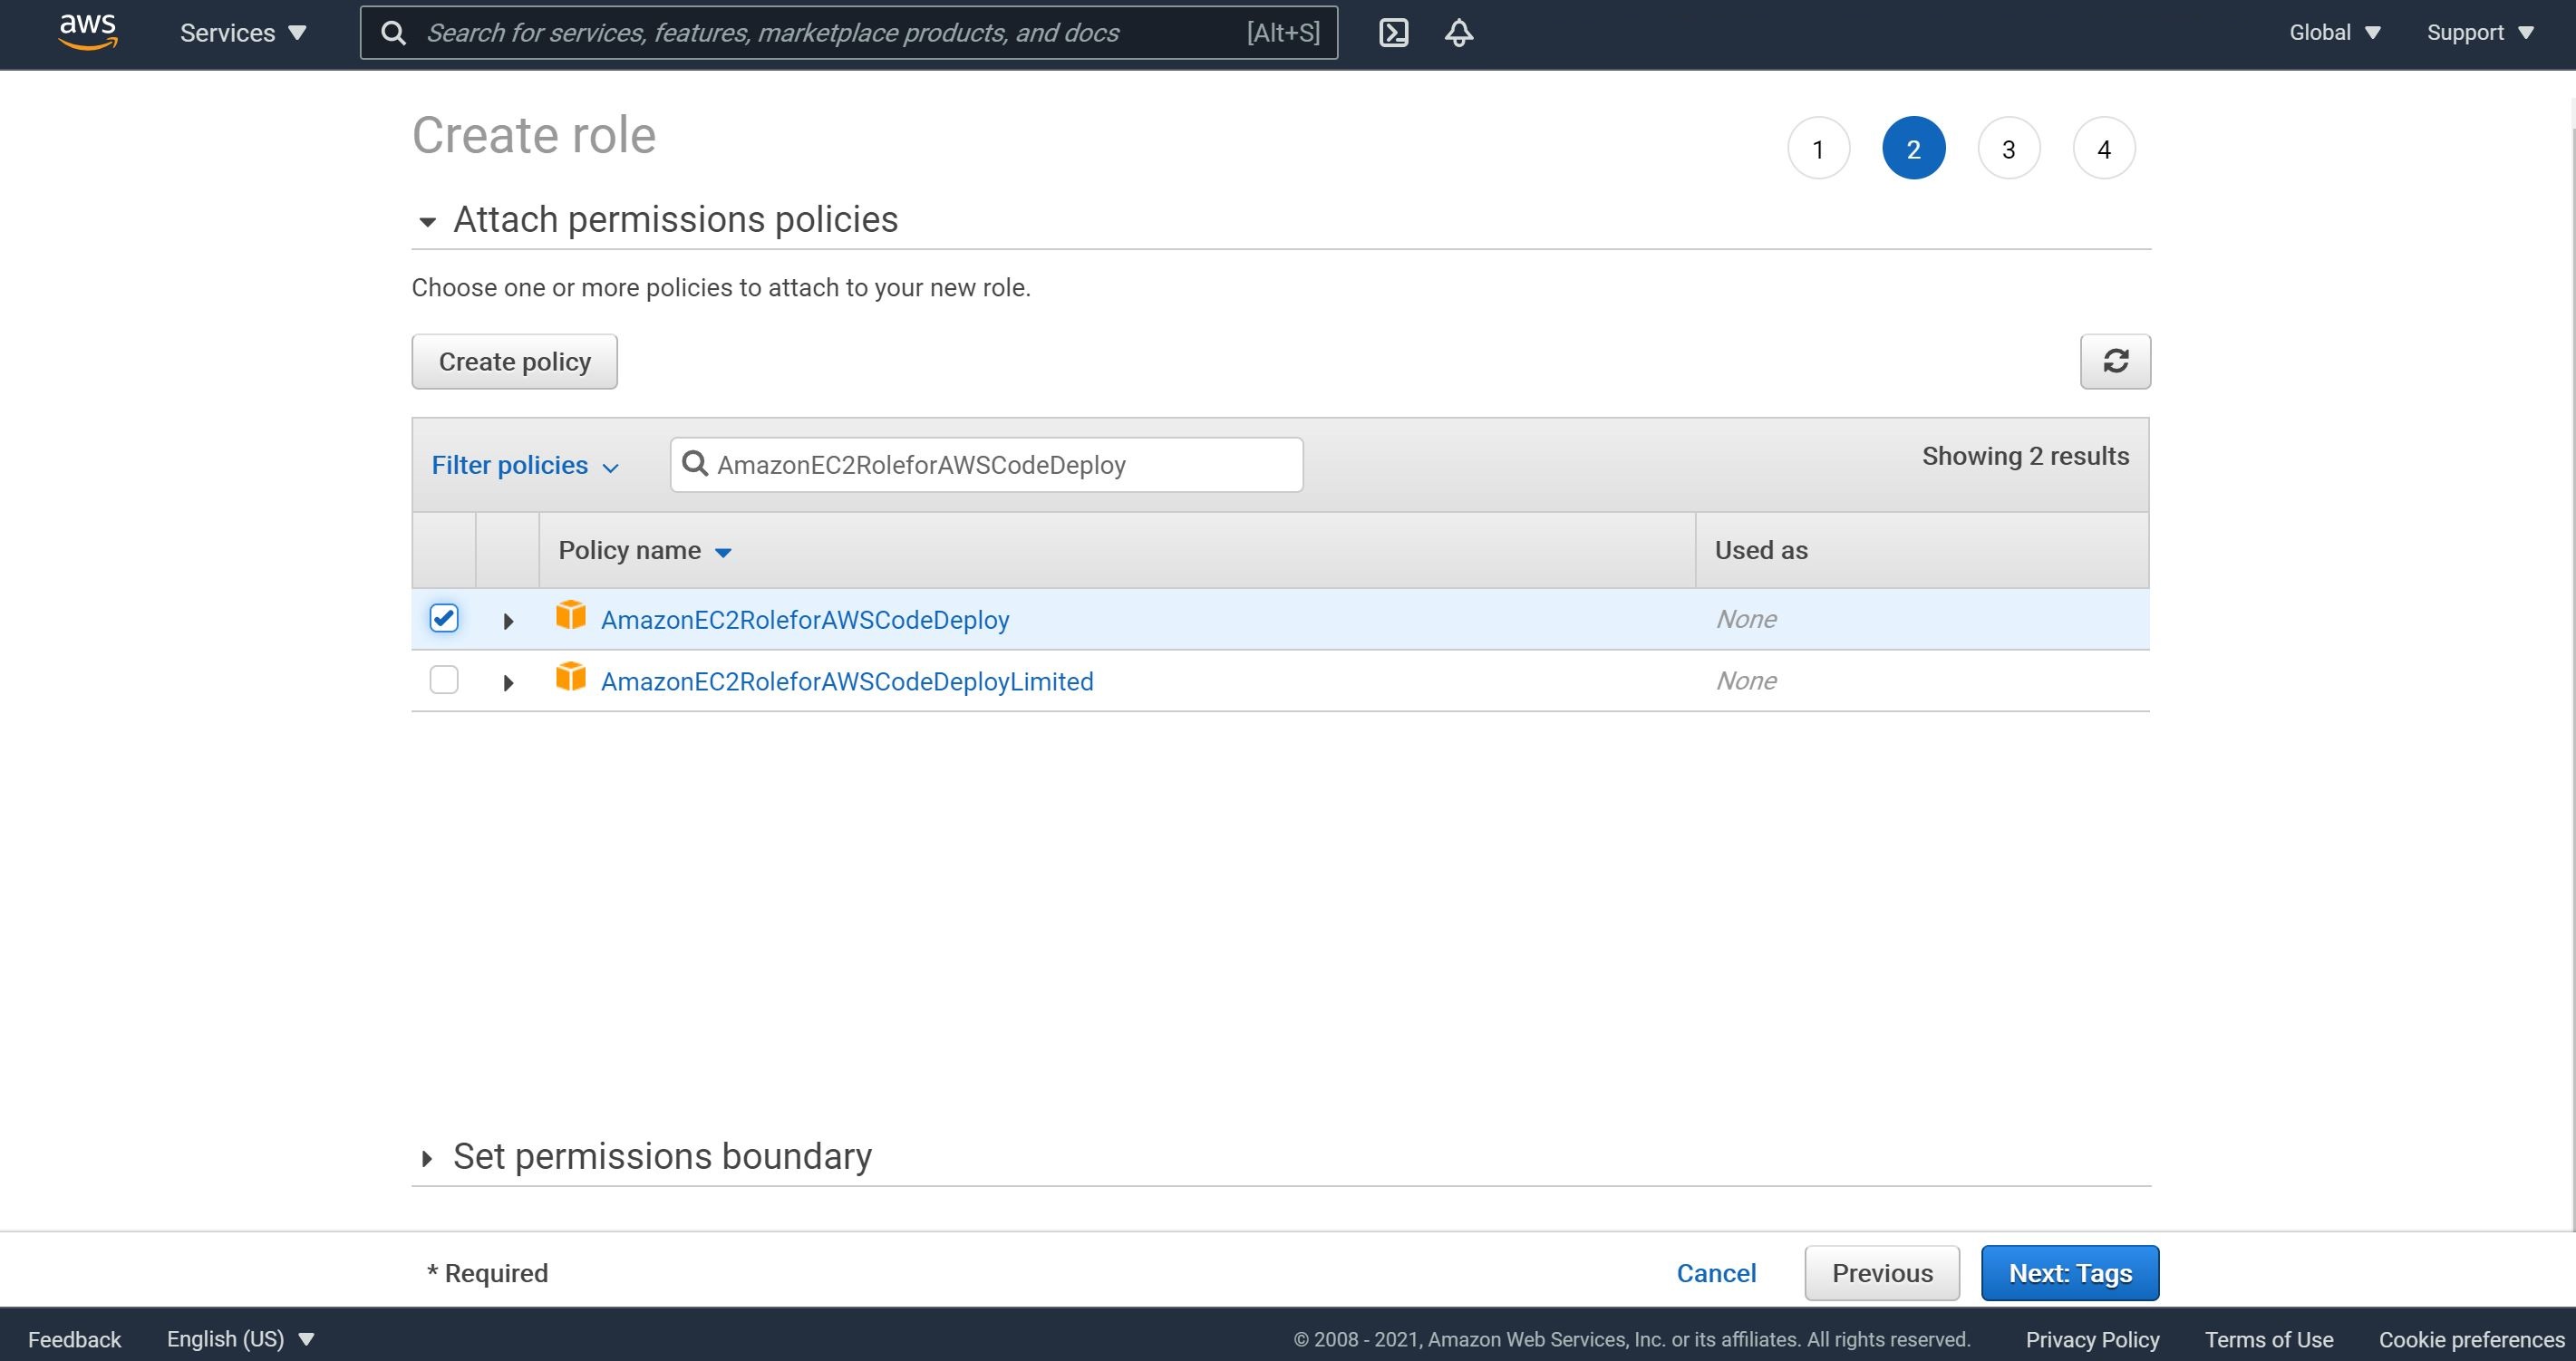 aws Services Search for services, features, marketplace products, and docs [Alt+S] Global Support
Create role 1 2 3 4
Attach permissions policies
Choose one or more policies to attach to your new role.
Create policy
Filter policies AmazonEC2RoleforAWSCodeDeploy Showing 2 results
Policy name Used as
AmazonEC2RoleforAWSCodeDeploy None
AmazonEC2RoleforAWSCodeDeployLimited None
Set permissions boundary
* Required Cancel Previous Next: Tags
Feedback English (US) © 2008 - 2021, Amazon Web Services, Inc. or its affiliates. All rights reserved. Privacy Policy Terms of Use Cookie preferences